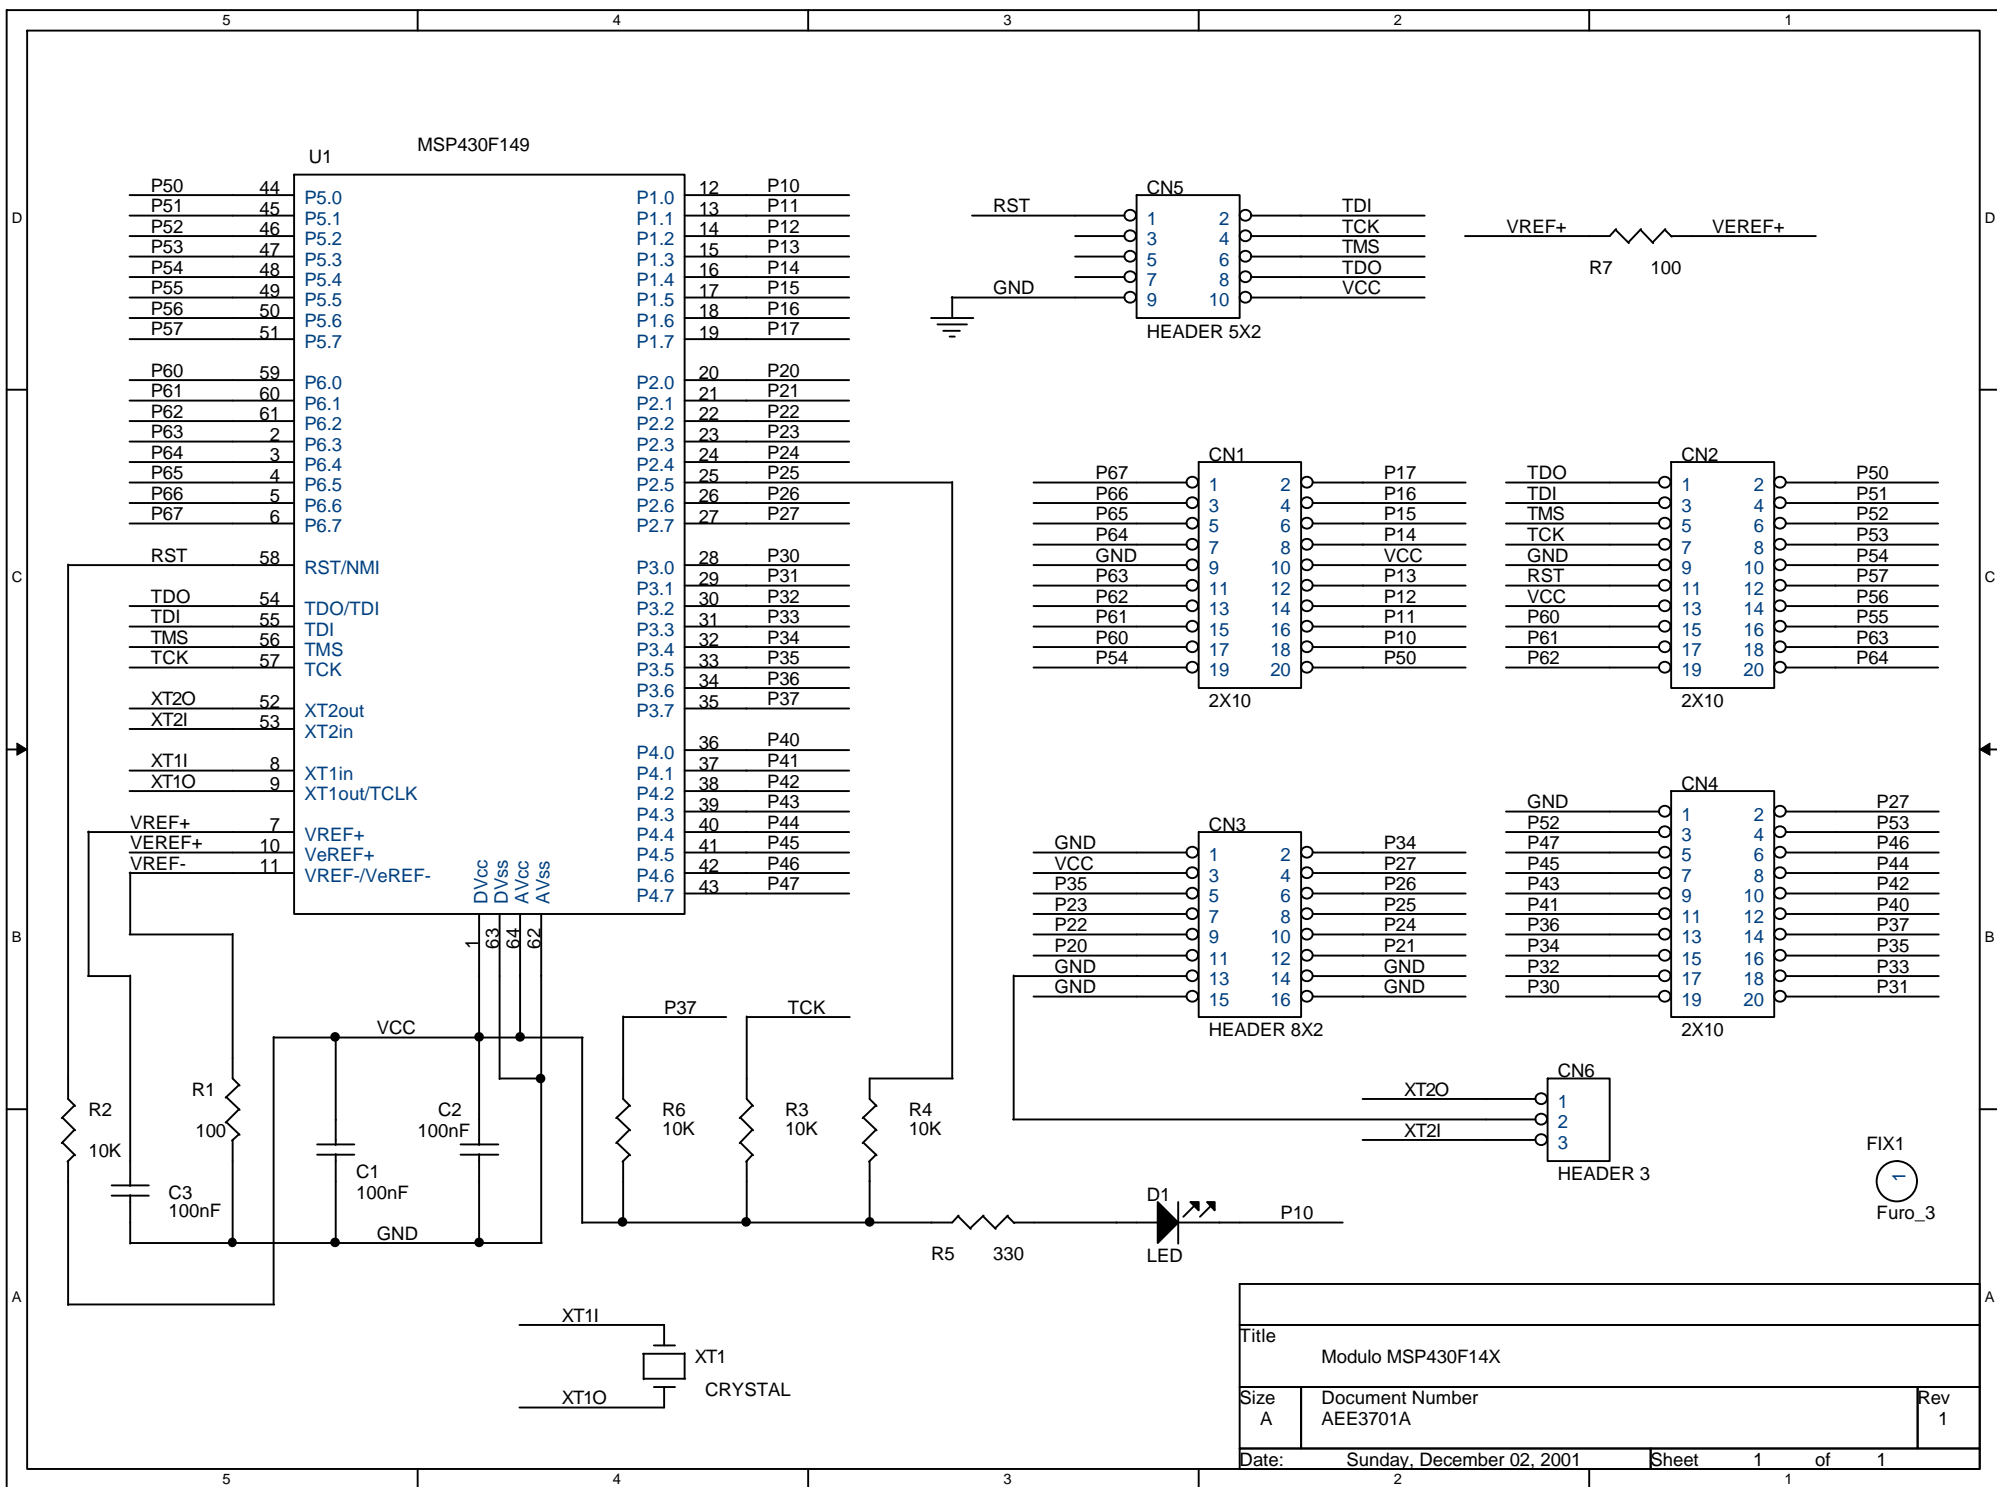 5 4 3 2 1
D D
C C
B B
A A
U1 MSP430F149
P50 44 P5.0
P51 45 P5.1
P52 46 P5.2
P53 47 P5.3
P54 48 P5.4
P55 49 P5.5
P56 50 P5.6
P57 51 P5.7
P60 59 P6.0
P61 60 P6.1
P62 61 P6.2
P63 2 P6.3
P64 3 P6.4
P65 4 P6.5
P66 5 P6.6
P67 6 P6.7
RST 58 RST/NMI
TDO 54 TDO/TDI
TDI 55 TDI
TMS 56 TMS
TCK 57 TCK
XT2O 52 XT2out
XT2I 53 XT2in
XT1I 8 XT1in
XT1O 9 XT1out/TCLK
VREF+ 7 VREF+
VEREF+ 10 VeREF+
VREF- 11 VREF-/VeREF-
P1.0 12 P10
P1.1 13 P11
P1.2 14 P12
P1.3 15 P13
P1.4 16 P14
P1.5 17 P15
P1.6 18 P16
P1.7 19 P17
P2.0 20 P20
P2.1 21 P21
P2.2 22 P22
P2.3 23 P23
P2.4 24 P24
P2.5 25 P25
P2.6 26 P26
P2.7 27 P27
P3.0 28 P30
P3.1 29 P31
P3.2 30 P32
P3.3 31 P33
P3.4 32 P34
P3.5 33 P35
P3.6 34 P36
P3.7 35 P37
P4.0 36 P40
P4.1 37 P41
P4.2 38 P42
P4.3 39 P43
P4.4 40 P44
P4.5 41 P45
P4.6 42 P46
P4.7 43 P47
DVcc DVss AVcc AVss
1 63 64 62
CN5
RST 1 2 TDI
3 4 TCK
5 6 TMS
7 8 TDO
GND 9 10 VCC
HEADER 5X2
VREF+ VEREF+
R7 100
CN1
P67 1 2 P17
P66 3 4 P16
P65 5 6 P15
P64 7 8 P14
GND 9 10 VCC
P63 11 12 P13
P62 13 14 P12
P61 15 16 P11
P60 17 18 P10
P54 19 20 P50
2X10
CN2
TDO 1 2 P50
TDI 3 4 P51
TMS 5 6 P52
TCK 7 8 P53
GND 9 10 P54
RST 11 12 P57
VCC 13 14 P56
P60 15 16 P55
P61 17 18 P63
P62 19 20 P64
2X10
CN3
GND 1 2 P34
VCC 3 4 P27
P35 5 6 P26
P23 7 8 P25
P22 9 10 P24
P20 11 12 P21
GND 13 14 GND
GND 15 16 GND
HEADER 8X2
CN4
GND 1 2 P27
P52 3 4 P53
P47 5 6 P46
P45 7 8 P44
P43 9 10 P42
P41 11 12 P40
P36 13 14 P37
P34 15 16 P35
P32 17 18 P33
P30 19 20 P31
2X10
CN6
XT2O 1
2
XT2I 3
HEADER 3
FIX1
1
Furo_3
VCC
P37 TCK
R2
10K
R1
100
C1
100nF
C2
100nF
C3
100nF
GND
R6
10K
R3
10K
R4
10K
R5 330
D1
LED
P10
XT1I
XT1
CRYSTAL
XT1O
Title
Modulo MSP430F14X
Size
A
Document Number
AEE3701A
Rev
1
Date: Sunday, December 02, 2001 Sheet 1 of 1
5 4 3 2 1